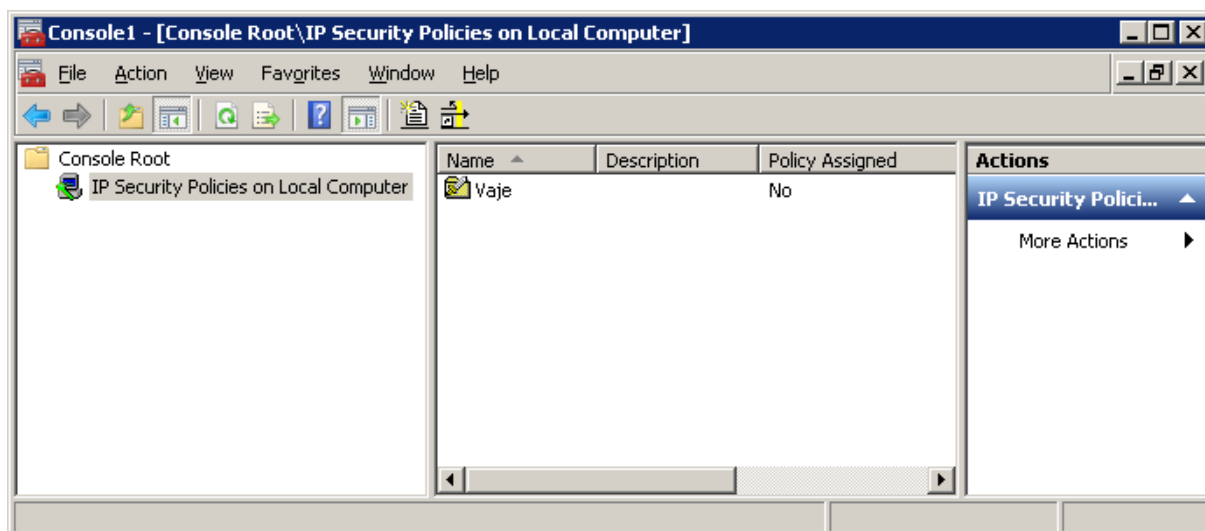 Console1 - [Console Root\IP Security Policies on Local Computer]
File Action View Favorites Window Help
Console Root
IP Security Policies on Local Computer
Name Description Policy Assigned
Vaje No
Actions
IP Security Polici...
More Actions